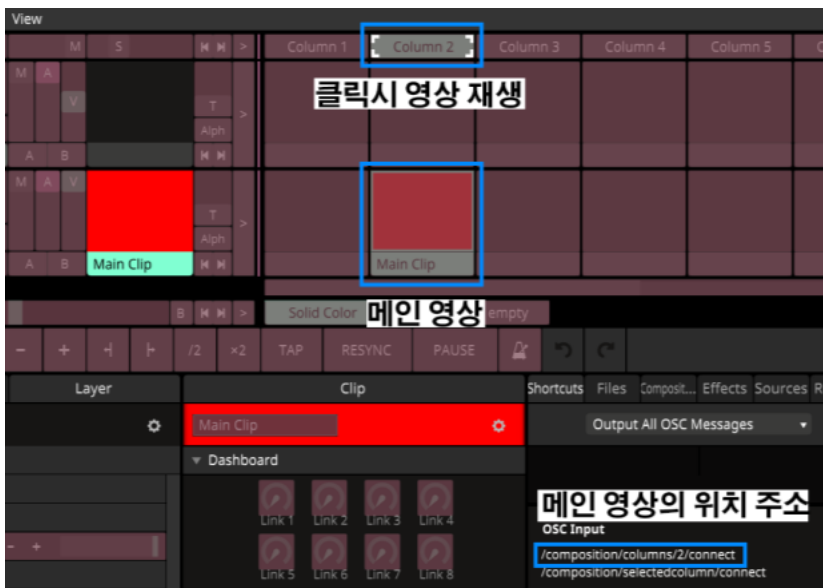 View
M S >
Column 1 Column 2 Column 3 Column 4 Column 5
클릭시 영상 재생
M A
V
T
>
Alph
A B
M A V
T
>
Alph
A B Main Clip
Main Clip
B >
Solid Color
메인 영상
empty
- + /2 ×2 TAP RESYNC PAUSE
Layer
Clip
Shortcuts Files Composit... Effects Sources R
Main Clip
Output All OSC Messages
Dashboard
Link 1 Link 2 Link 3 Link 4
메인 영상의 위치 주소
OSC Input
- +
/composition/columns/2/connect
Link 5 Link 6 Link 7 Link 8
/composition/selectedcolumn/connect